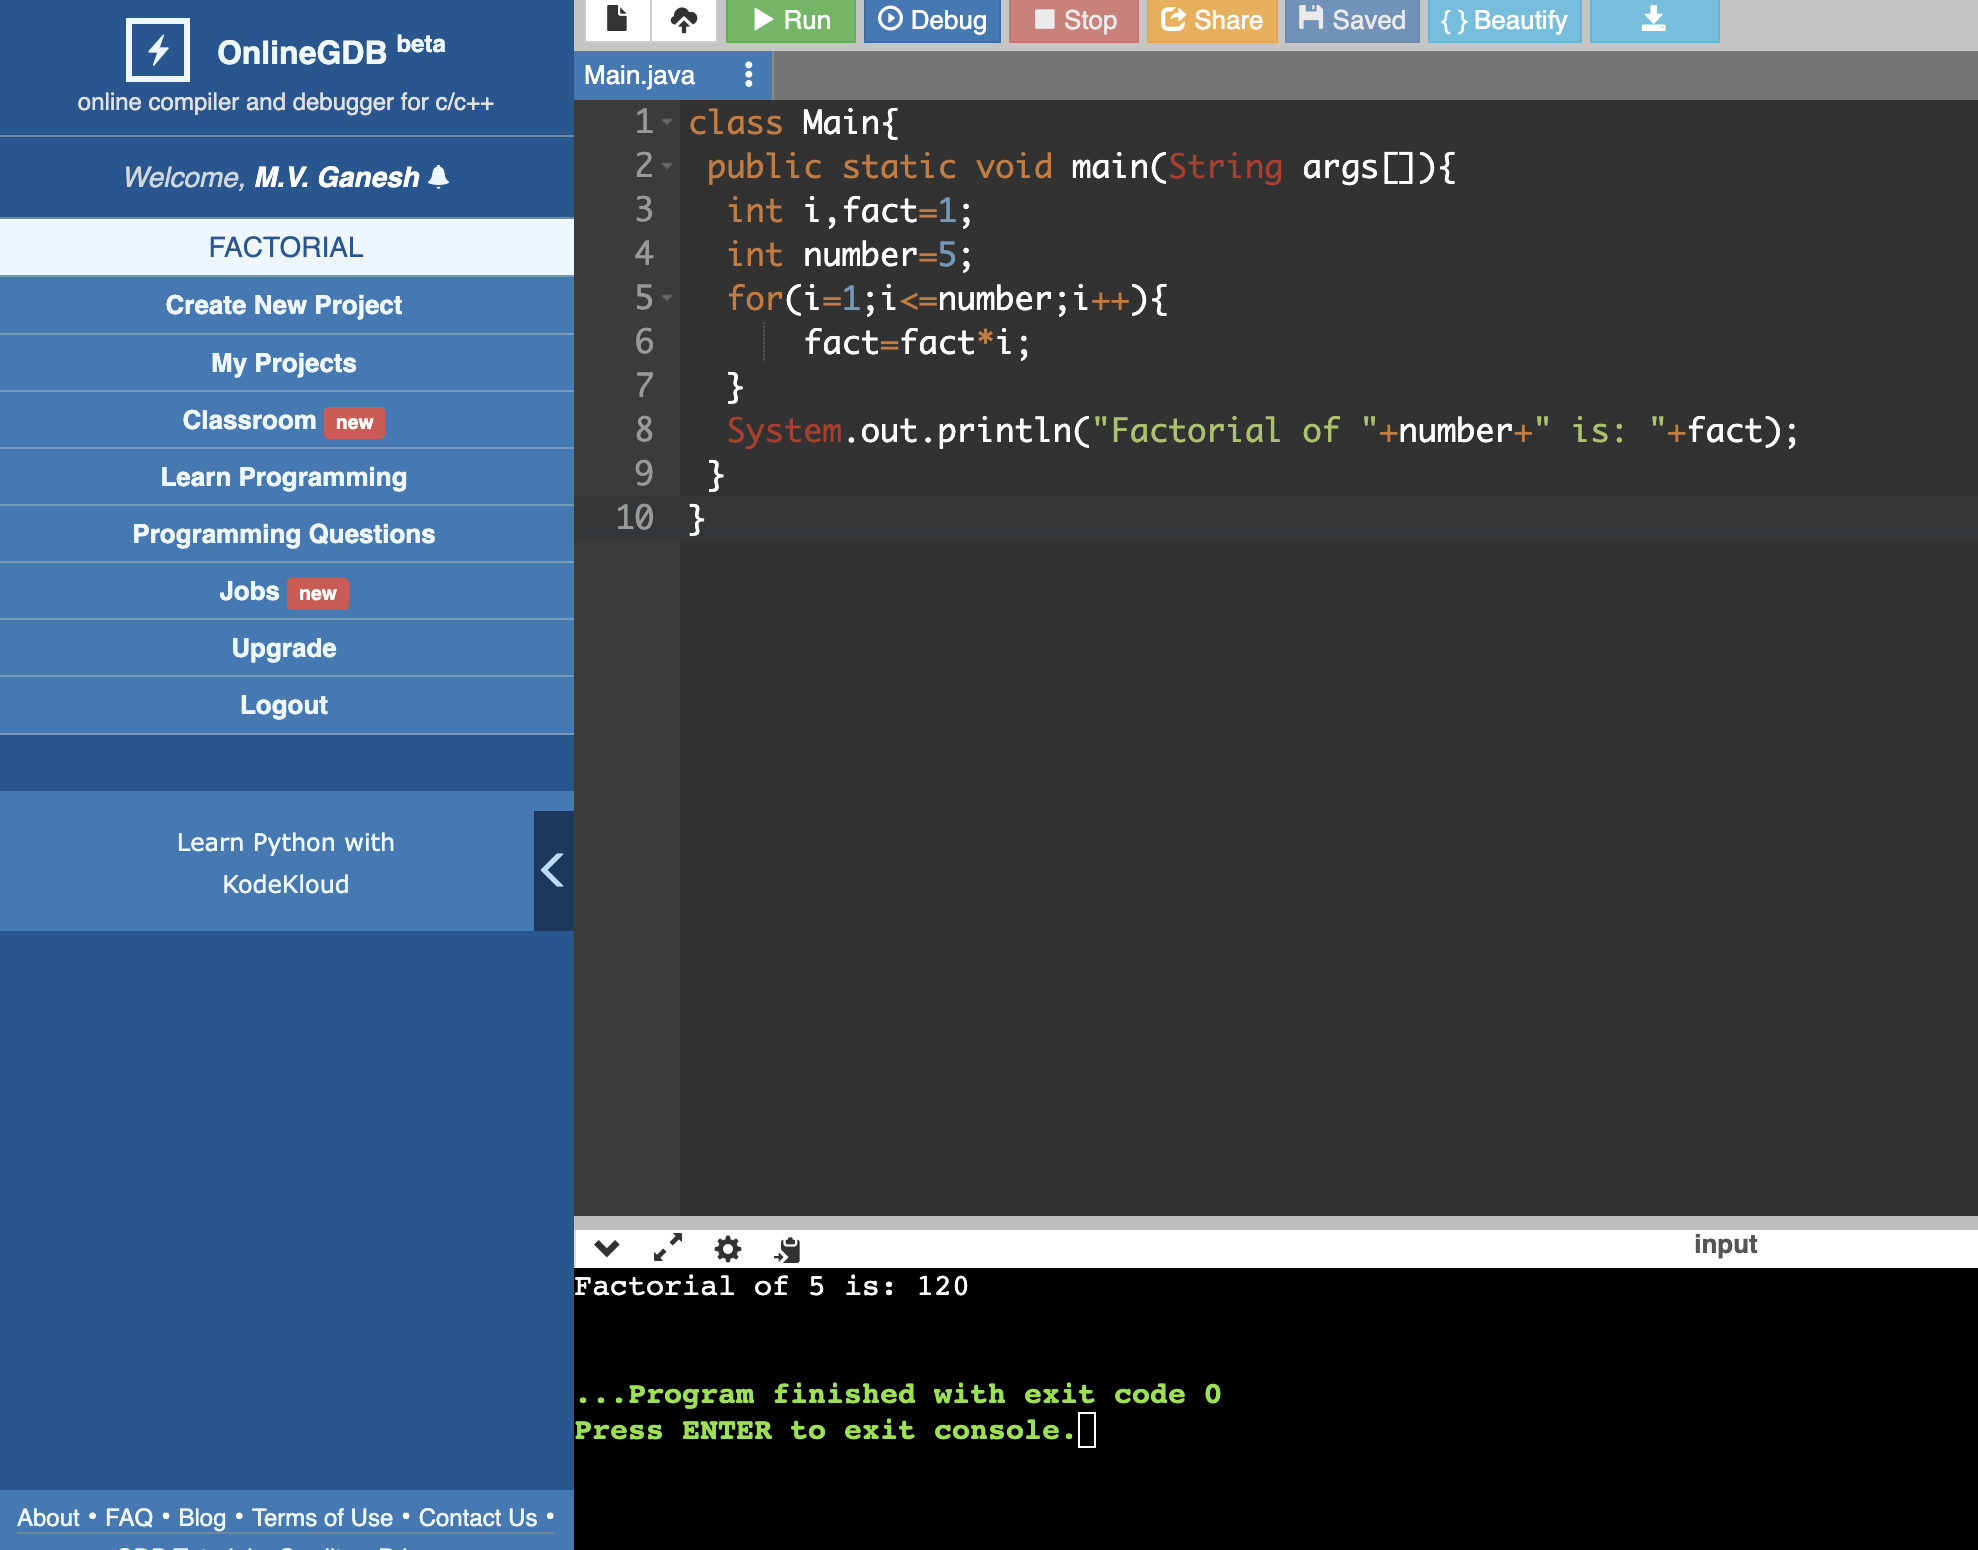 OnlineGDB beta
online compiler and debugger for c/c++
Welcome, M.V. Ganesh
FACTORIAL
Create New Project
My Projects
Classroom new
Learn Programming
Programming Questions
Jobs new
Upgrade
Logout
Learn Python with
KodeKloud
About • FAQ • Blog • Terms of Use • Contact Us •
Run Debug Stop Share Saved { } Beautify
Main.java
1 class Main{
2 public static void main(String args[]){
3 int i,fact=1;
4 int number=5;
5 for(i=1;i<=number;i++){
6 fact=fact*i;
7 }
8 System.out.println("Factorial of "+number+" is: "+fact);
9 }
10 }
input
Factorial of 5 is: 120
...Program finished with exit code 0
Press ENTER to exit console.